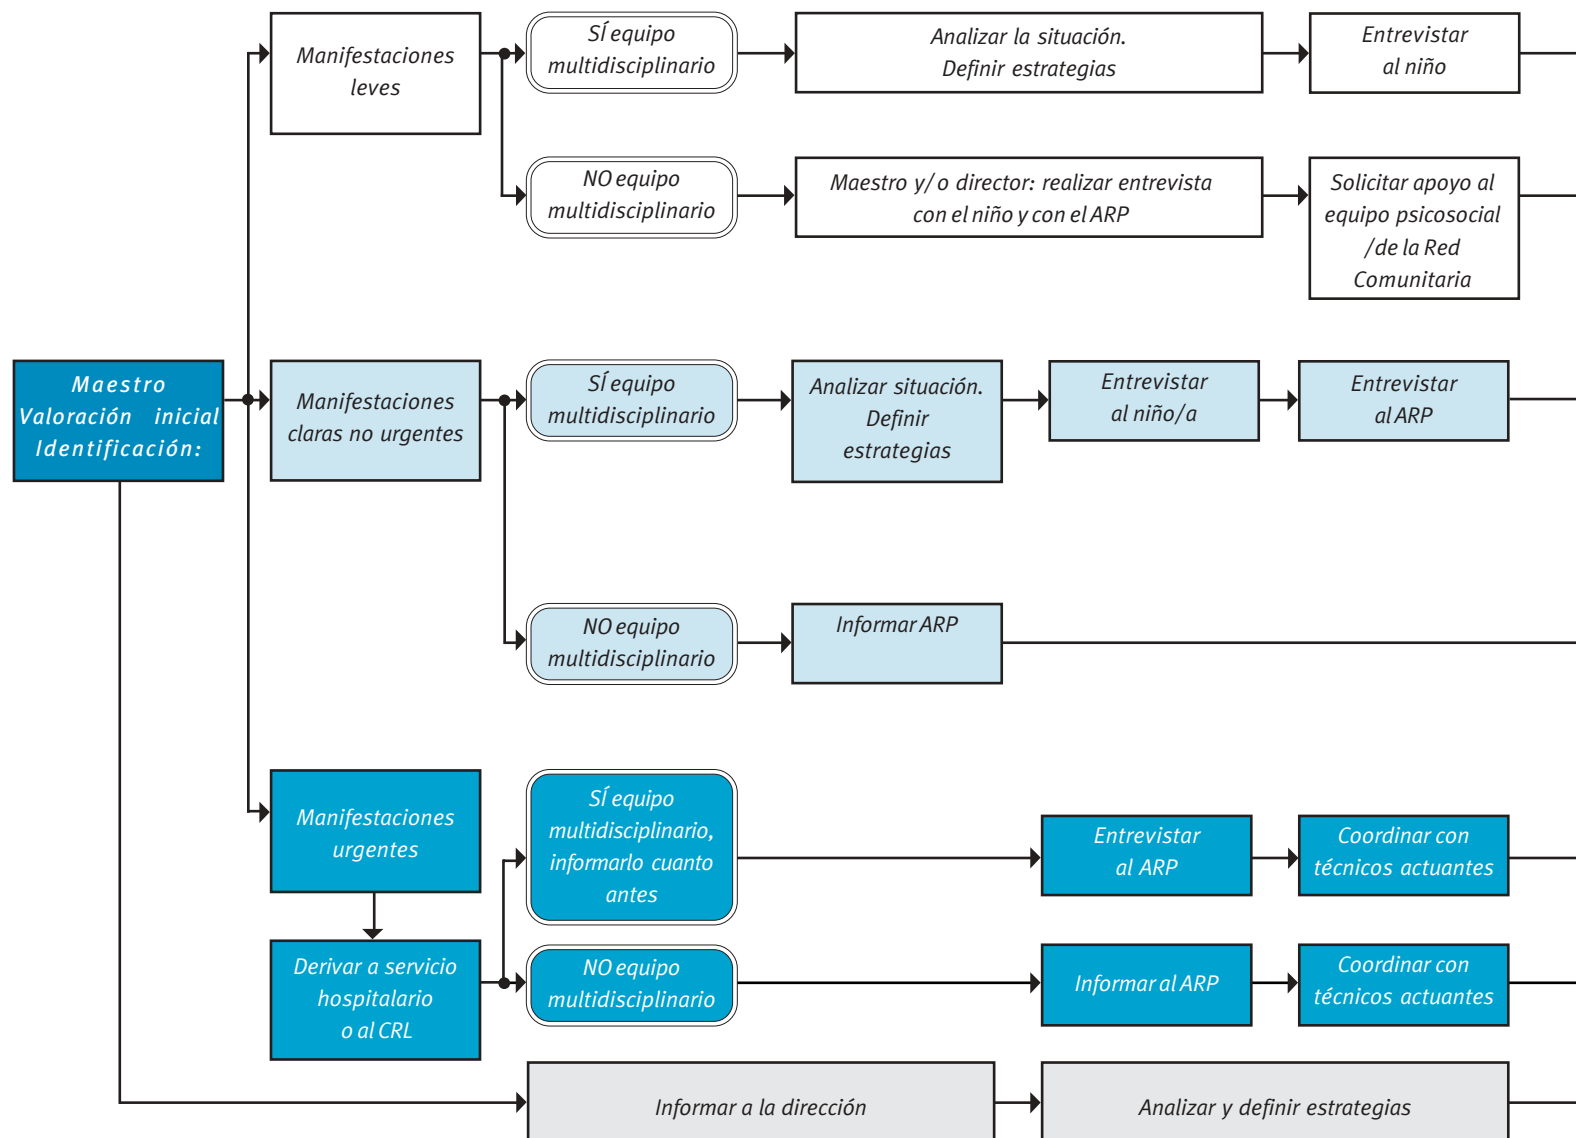 Manifestaciones
leves
SÍ equipo
multidisciplinario
Analizar la situación.
Definir estrategias
Entrevistar
al niño
NO equipo
multidisciplinario
Maestro y/o director: realizar entrevista
con el niño y con el ARP
Solicitar apoyo al
equipo psicosocial
/de la Red
Comunitaria
Maestro
Valoración inicial
Identificación:
Manifestaciones
claras no urgentes
SÍ equipo
multidisciplinario
Analizar situación.
Definir
estrategias
Entrevistar
al niño/a
Entrevistar
al ARP
NO equipo
multidisciplinario
Informar ARP
Manifestaciones
urgentes
SÍ equipo
multidisciplinario,
informarlo cuanto
antes
Entrevistar
al ARP
Coordinar con
técnicos actuantes
Derivar a servicio
hospitalario
o al CRL
NO equipo
multidisciplinario
Informar al ARP
Coordinar con
técnicos actuantes
Informar a la dirección
Analizar y definir estrategias